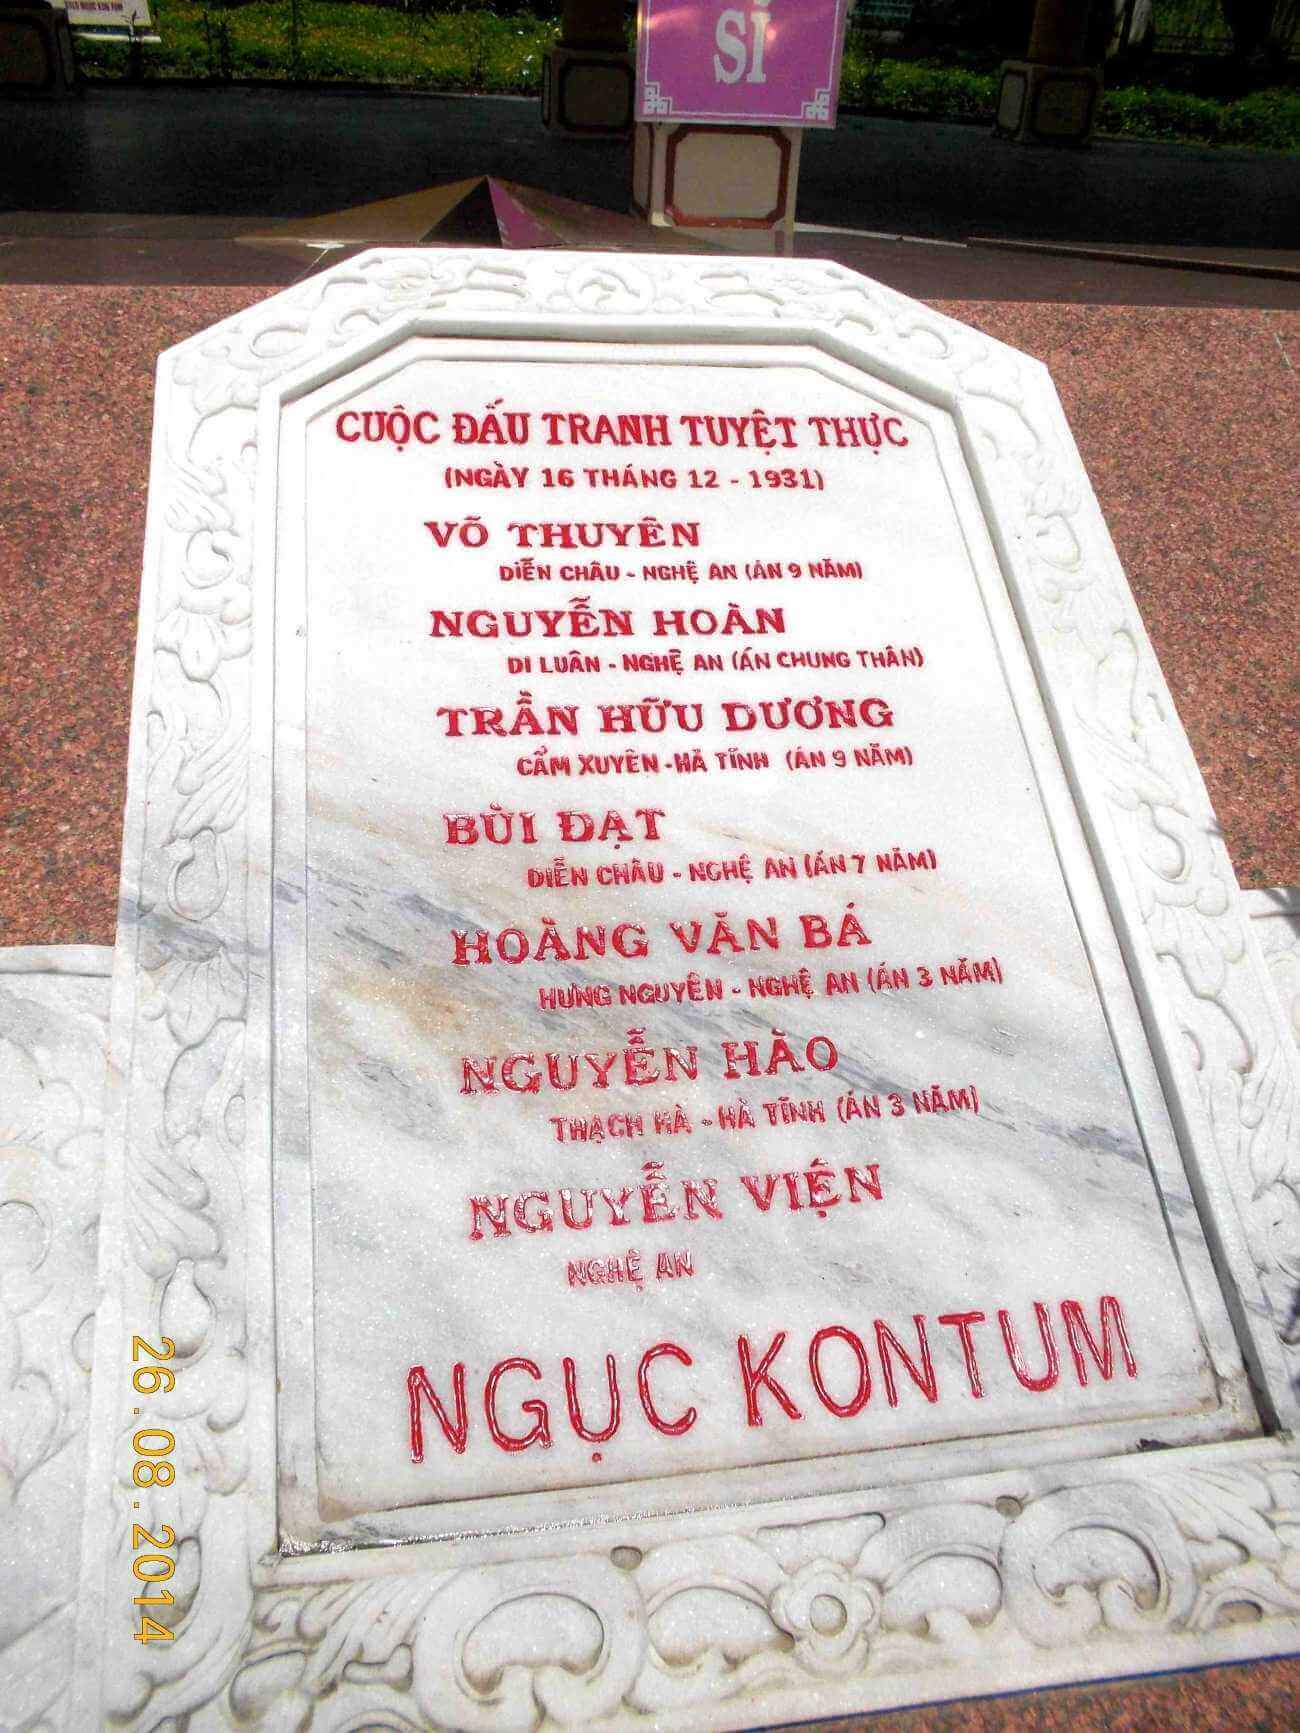 SĨ
CUỘC ĐẤU TRANH TUYỆT THỰC
(NGÀY 16 THÁNG 12 - 1931)
VÕ THUYÊN
DIỄN CHÂU - NGHỆ AN (ÁN 9 NĂM)
NGUYỄN HOÀN
DI LUÂN - NGHỆ AN (ÁN CHUNG THÂN)
TRẦN HỮU DƯƠNG
CẨM XUYÊN - HÀ TĨNH (ÁN 9 NĂM)
BÙI ĐẠT
DIỄN CHÂU - NGHỆ AN (ÁN 7 NĂM)
HOÀNG VĂN BÁ
HƯNG NGUYÊN - NGHỆ AN (ÁN 3 NĂM)
NGUYỄN HÀO
THẠCH HÀ - HÀ TĨNH (ÁN 3 NĂM)
NGUYỄN VIỆN
NGHỆ AN
NGỤC KONTUM
26.08.2014